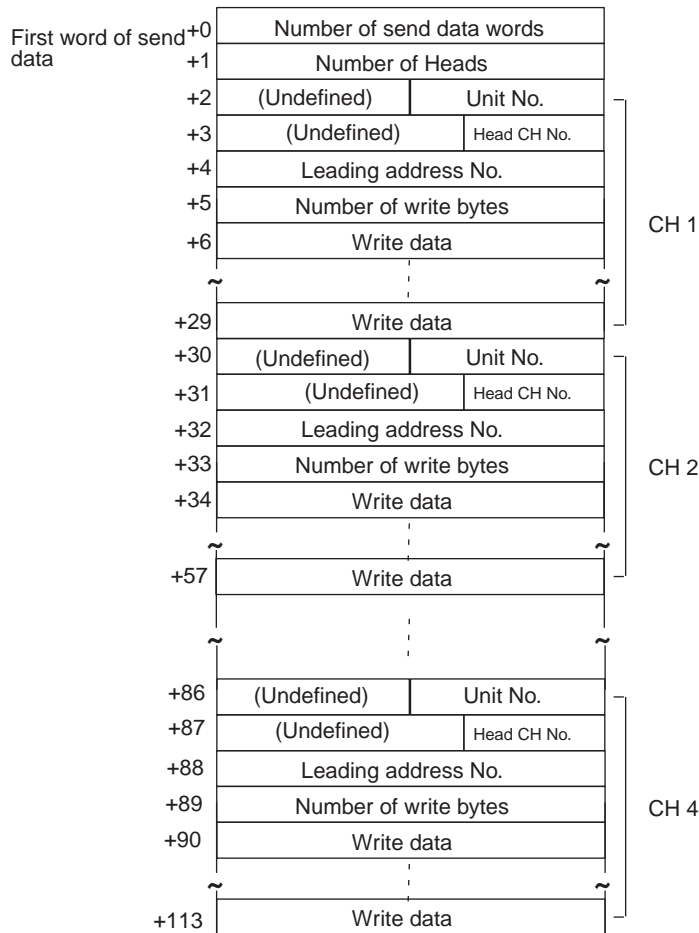 First word of send
data
+0 Number of send data words
+1 Number of Heads
+2 (Undefined) Unit No.
+3 (Undefined) Head CH No.
+4 Leading address No.
+5 Number of write bytes
+6 Write data
CH 1
~ ~
+29 Write data
+30 (Undefined) Unit No.
+31 (Undefined) Head CH No.
+32 Leading address No.
+33 Number of write bytes
+34 Write data
CH 2
~ ~
+57 Write data
~ ~
+86 (Undefined) Unit No.
+87 (Undefined) Head CH No.
+88 Leading address No.
+89 Number of write bytes
+90 Write data
CH 4
~ ~
+113 Write data